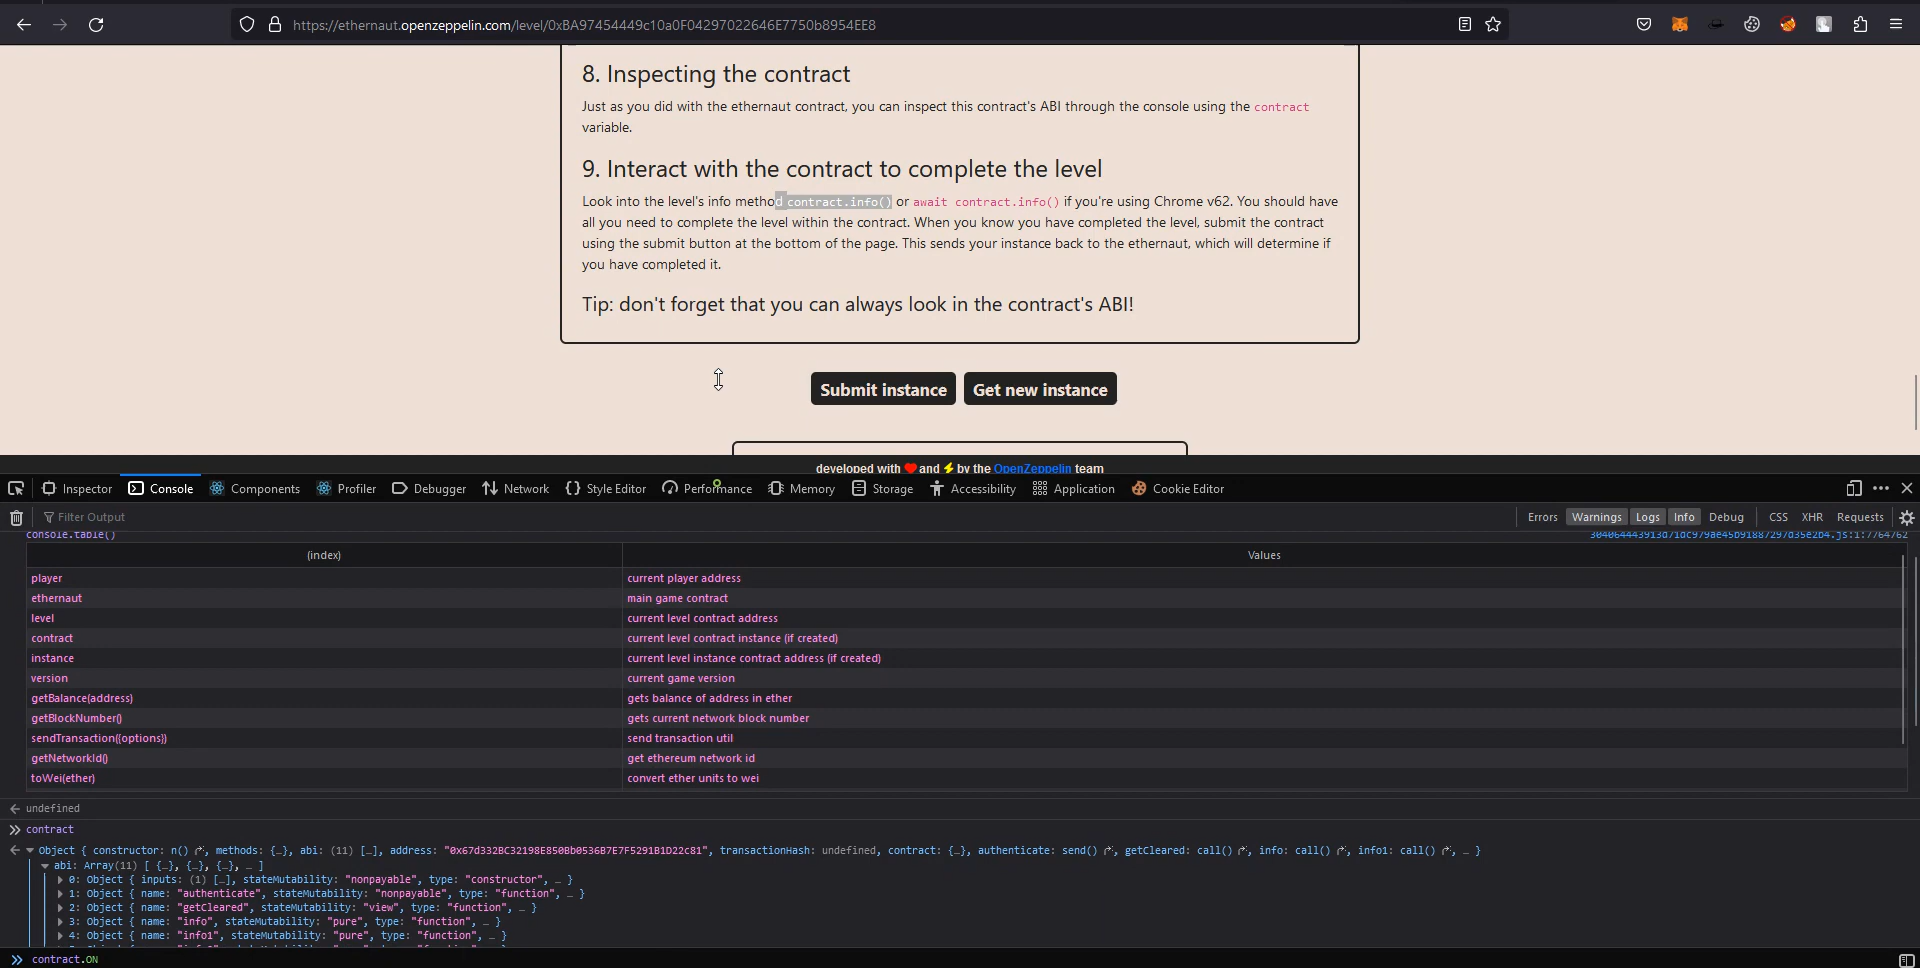 https://ethernaut.openzeppelin.com/level/0xBA97454449c10a0F04297022646E7750b8954EE8
8. Inspecting the contract
Just as you did with the ethernaut contract, you can inspect this contract's ABI through the console using the contract
variable.
9. Interact with the contract to complete the level
Look into the level's info method contract.info() or await contract.info() if you're using Chrome v62. You should have
all you need to complete the level within the contract. When you know you have completed the level, submit the contract
using the submit button at the bottom of the page. This sends your instance back to the ethernaut, which will determine if
you have completed it.
Tip: don't forget that you can always look in the contract's ABI!
Submit instance Get new instance
developed with ❤ and ⚡ by the OpenZeppelin team
Inspector Console Components Profiler Debugger Network Style Editor Performance Memory Storage Accessibility Application Cookie Editor
Filter Output Errors Warnings Logs Info Debug CSS XHR Requests
console.table()
(index) Values
player current player address
ethernaut main game contract
level current level contract address
contract current level contract instance (if created)
instance current level instance contract address (if created)
version current game version
getBalance(address) gets balance of address in ether
getBlockNumber() gets current network block number
sendTransaction({options}) send transaction util
getNetworkId() get ethereum network id
toWei(ether) convert ether units to wei
undefined
contract
Object { constructor: n(), methods: {…}, abi: (11) […], address: "0x67d332BC32198E850Bb0536B7E7F5291B1D22c81", transactionHash: undefined, contract: {…}, authenticate: send(), getCleared: call(), info: call(), info1: call(), … }
abi: Array(11) [ {…}, {…}, {…}, … ]
0: Object { inputs: (1) […], stateMutability: "nonpayable", type: "constructor", … }
1: Object { name: "authenticate", stateMutability: "nonpayable", type: "function", … }
2: Object { name: "getCleared", stateMutability: "view", type: "function", … }
3: Object { name: "info", stateMutability: "pure", type: "function", … }
4: Object { name: "info1", stateMutability: "pure", type: "function", … }
contract.ON